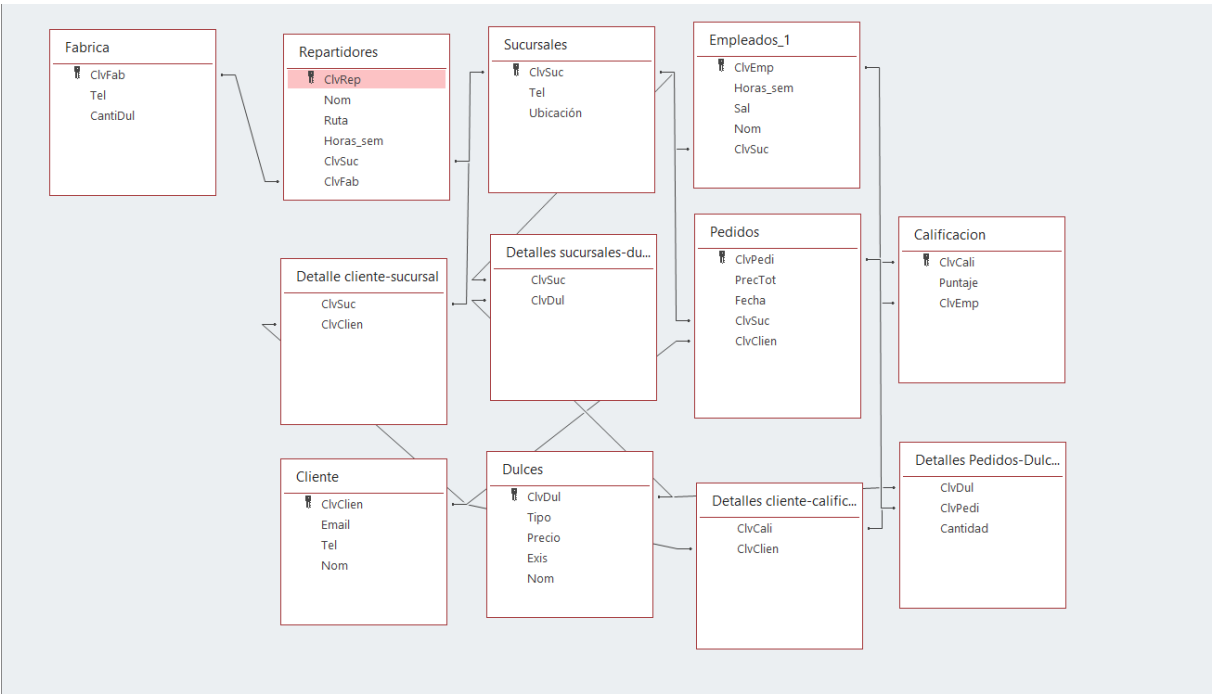 Fabrica
ClvFab
Tel
CantiDul
Repartidores
ClvRep
Nom
Ruta
Horas_sem
ClvSuc
ClvFab
Sucursales
ClvSuc
Tel
Ubicación
Empleados_1
ClvEmp
Horas_sem
Sal
Nom
ClvSuc
Detalle cliente-sucursal
ClvSuc
ClvClien
Detalles sucursales-du...
ClvSuc
ClvDul
Pedidos
ClvPedi
PrecTot
Fecha
ClvSuc
ClvClien
Calificacion
ClvCali
Puntaje
ClvEmp
Cliente
ClvClien
Email
Tel
Nom
Dulces
ClvDul
Tipo
Precio
Exis
Nom
Detalles cliente-calific...
ClvCali
ClvClien
Detalles Pedidos-Dulc...
ClvDul
ClvPedi
Cantidad